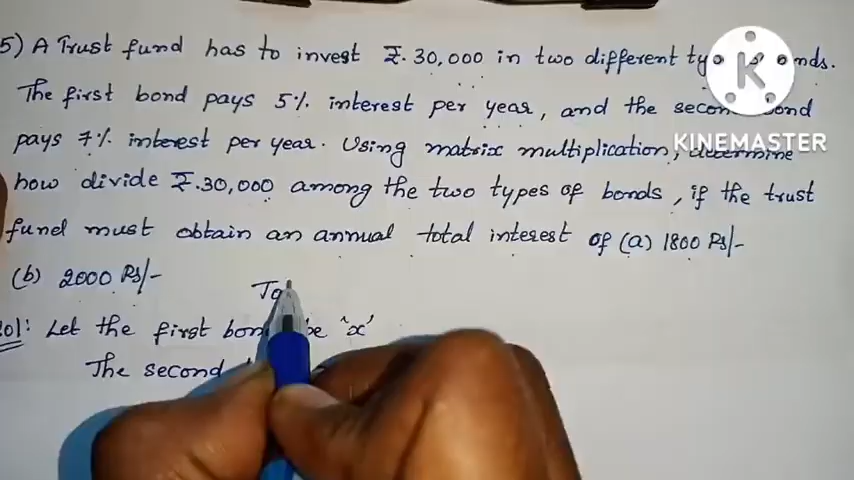 5) A Trust fund has to invest ₹. 30,000 in two different bonds.
The first bond pays 5% interest per year, and the second bond
pays 7% interest per year. Using matrix multiplication, determine
how divide ₹.30,000 among the two types of bonds, if the trust
fund must obtain an annual total interest of (a) 1800 Rs/-
(b) 2000 Rs/-
To
Sol: Let the first bond be 'x'
The second
K
KINEMASTER